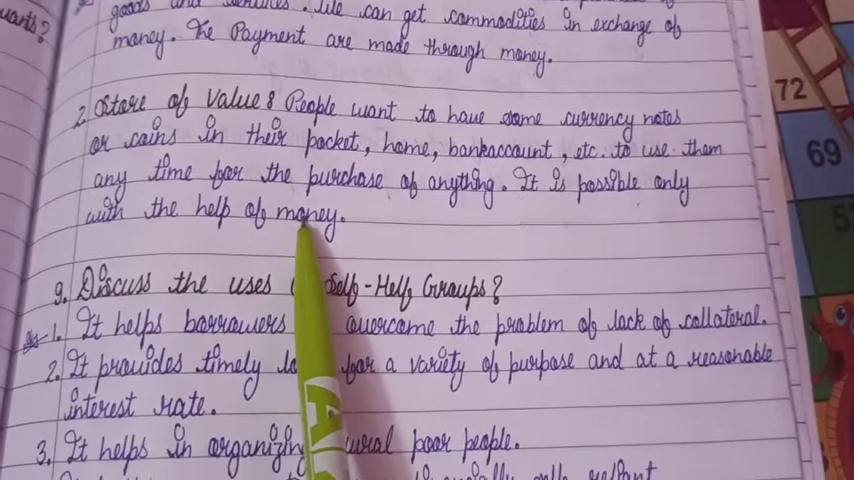 wants?
goods and services. We can get commodities in exchange of
money. The Payment are made through money.
2. Store of value: People want to have some currency notes
or coins in their pocket, home, bankaccount, etc. to use them
any time for the purchase of anything. It is possible only
with the help of money.
9. Discuss the uses Self-Help Groups?
Ans 1. It helps borrowers overcome the problem of lack of collateral.
2. It provides timely for a variety of purpose and at a reasonable
interest rate.
3. It helps in organizing rural poor people.
72
69